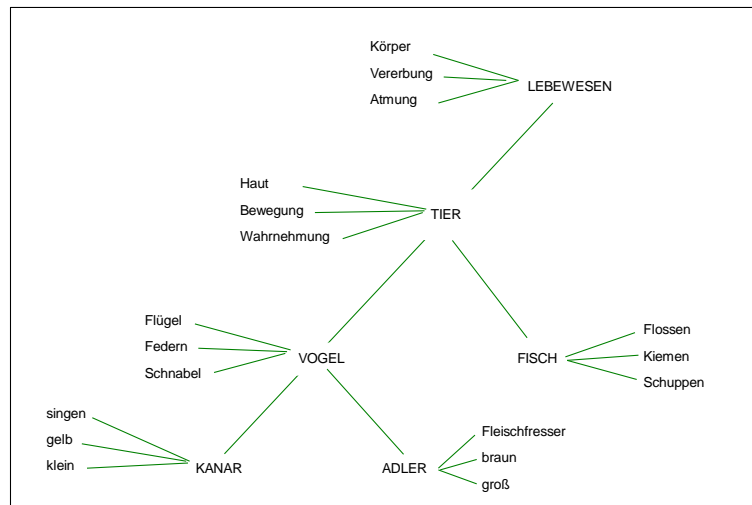 Körper
Vererbung
LEBEWESEN
Atmung
Haut
Bewegung
TIER
Wahrnehmung
Flügel
Federn
Schnabel
VOGEL
FISCH
Flossen
Kiemen
Schuppen
singen
gelb
klein
KANAR
ADLER
Fleischfresser
braun
groß